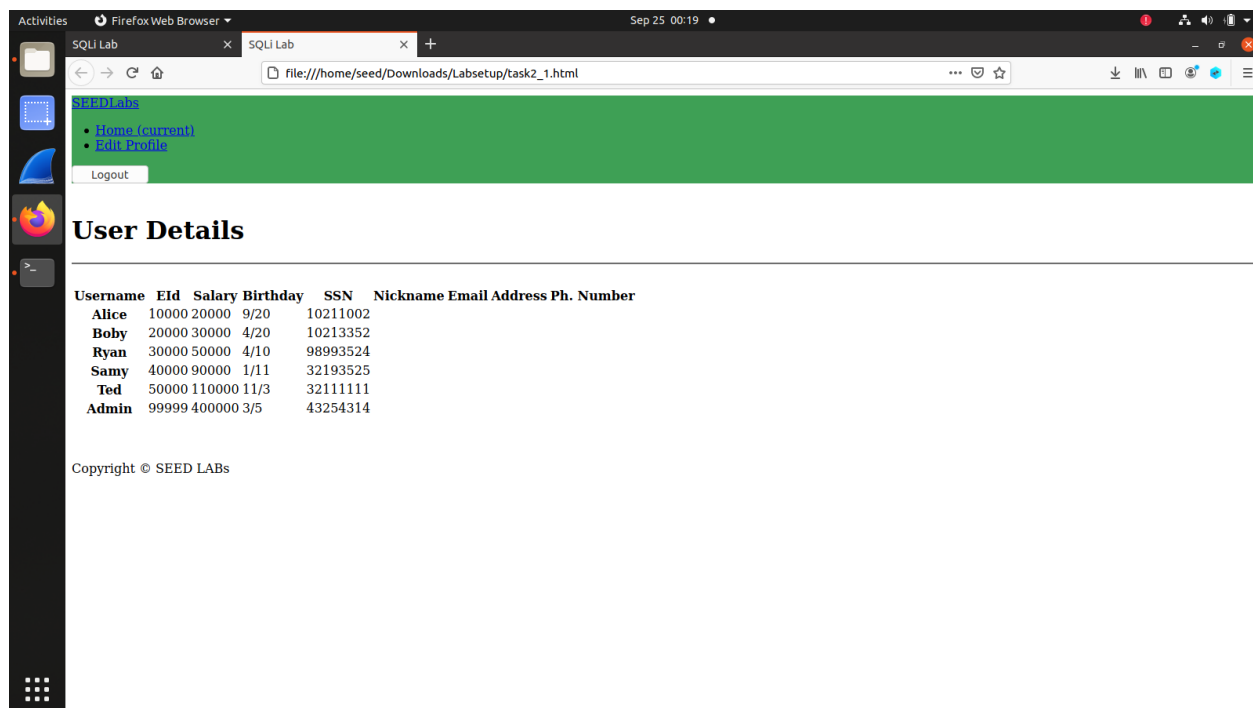 Activities Firefox Web Browser Sep 25 00:19
SQLi Lab SQLi Lab
file:///home/seed/Downloads/Labsetup/task2_1.html
SEEDLabs
Home (current)
Edit Profile
Logout
User Details
Username EId Salary Birthday SSN Nickname Email Address Ph. Number
Alice 10000 20000 9/20 10211002
Boby 20000 30000 4/20 10213352
Ryan 30000 50000 4/10 98993524
Samy 40000 90000 1/11 32193525
Ted 50000 110000 11/3 32111111
Admin 99999 400000 3/5 43254314
Copyright © SEED LABs